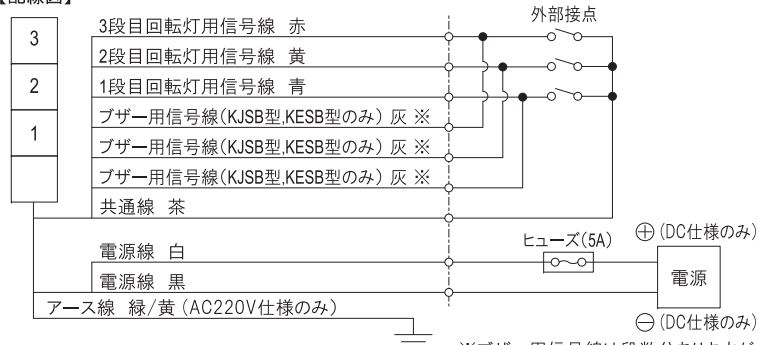 【配線図】
外部接点
3
3段目回転灯用信号線 赤
2段目回転灯用信号線 黄
2
1段目回転灯用信号線 青
ブザー用信号線(KJSB型,KESB型のみ) 灰 ※
1
ブザー用信号線(KJSB型,KESB型のみ) 灰 ※
ブザー用信号線(KJSB型,KESB型のみ) 灰 ※
共通線 茶
⊕(DC仕様のみ)
ヒューズ(5A)
電源線 白
電源
電源線 黒
アース線 緑/黄(AC220V仕様のみ)
⊖(DC仕様のみ)